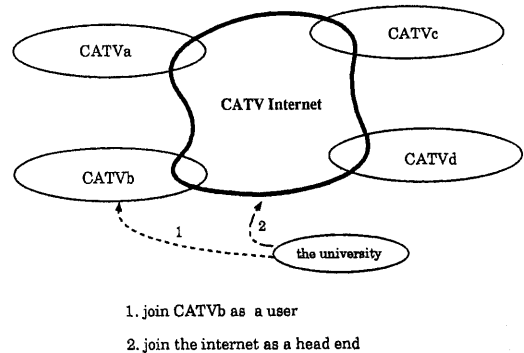 CATVa
CATVc
CATV Internet
CATVb
CATVd
1
2
the university
1. join CATVb as a user
2. join the internet as a head end